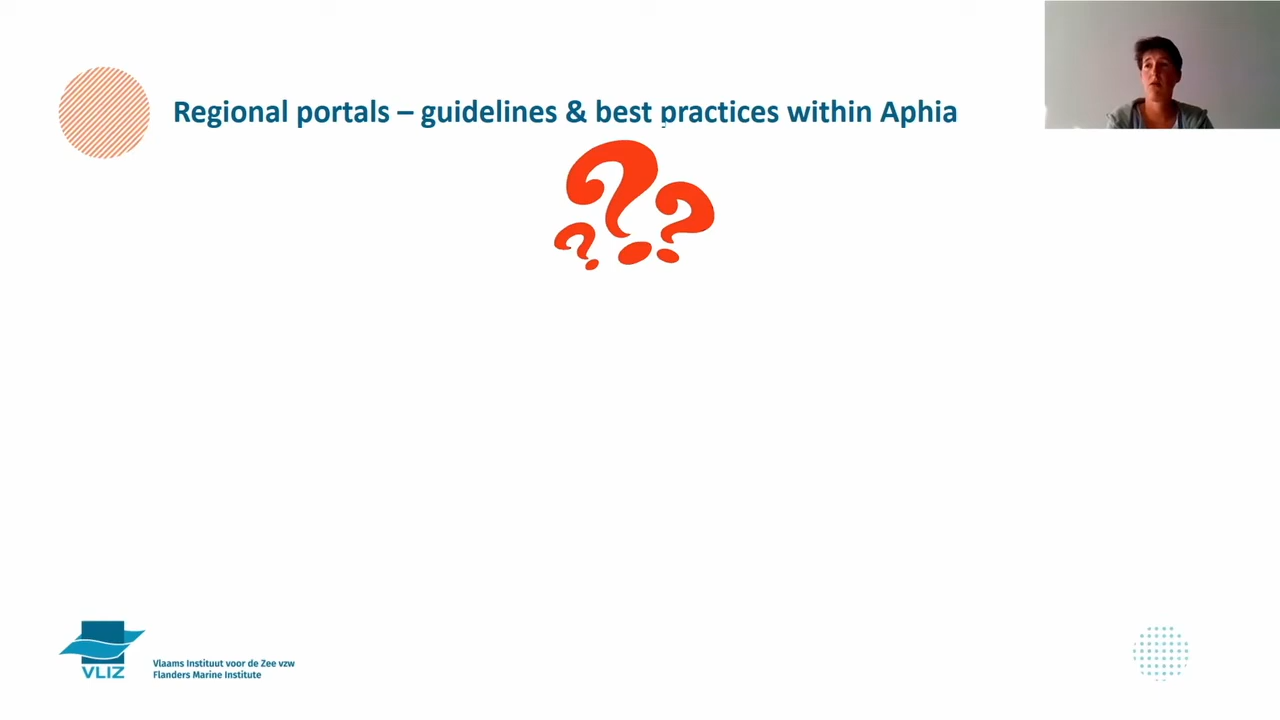 Regional portals – guidelines & best practices within Aphia
???
VLIZ
Vlaams Instituut voor de Zee vzw
Flanders Marine Institute